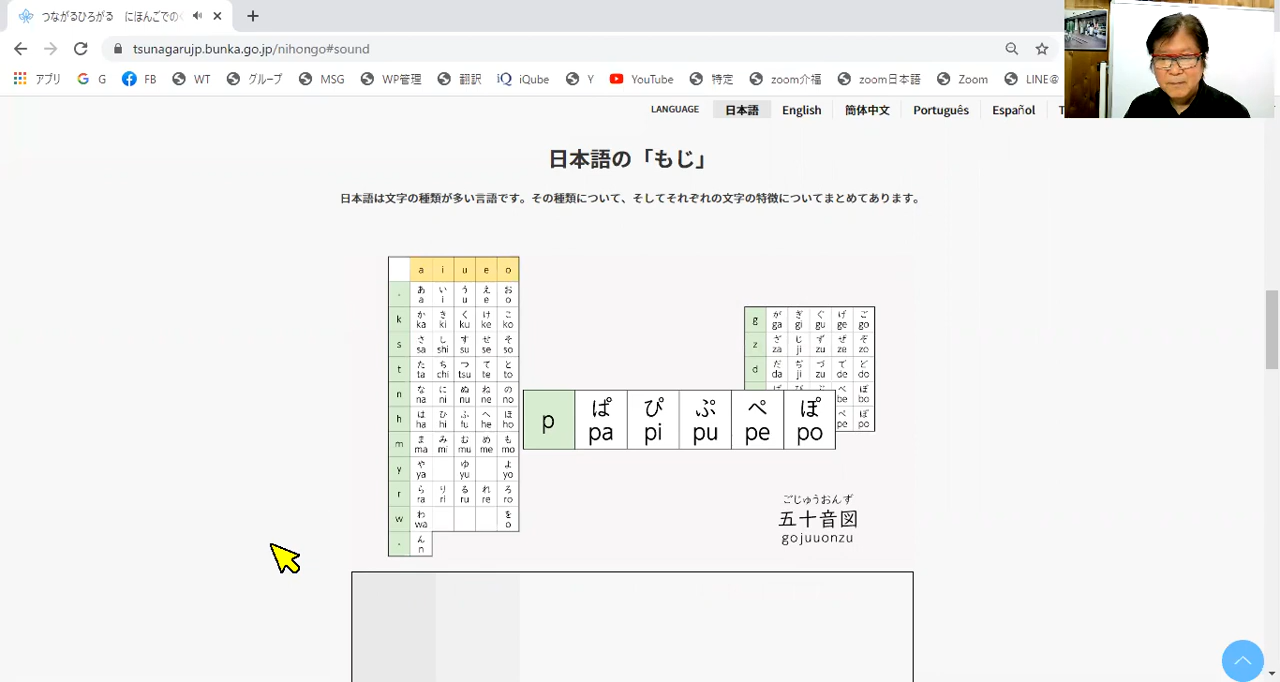 つながるひろがる　にほんごでの
tsunagarujp.bunka.go.jp/nihongo#sound
アプリ G FB WT グループ MSG WP管理 翻訳 iQube Y YouTube 特定 zoom介福 zoom日本語 Zoom LINE@
LANGUAGE 日本語 English 简体中文 Português Español
日本語の「もじ」
日本語は文字の種類が多い言語です。その種類について、そしてそれぞれの文字の特徴についてまとめてあります。
a i u e o
あ い う え お
a i u e o
k か き く け こ
ka ki ku ke ko
s さ し す せ そ
sa shi su se so
t た ち つ て と
ta chi tsu te to
n な に ぬ ね の
na ni nu ne no
h は ひ ふ へ ほ
ha hi fu he ho
m ま み む め も
ma mi mu me mo
y や ゆ よ
ya yu yo
r ら り る れ ろ
ra ri ru re ro
w わ を
wa o
ん
n
g が ぎ ぐ げ ご
ga gi gu ge go
z ざ じ ず ぜ ぞ
za ji zu ze zo
d だ ぢ づ で ど
da ji zu de do
べ ぼ
be bo
ぺ ぽ
pe po
p ぱ ぴ ぷ ぺ ぽ
pa pi pu pe po
ごじゅうおんず
五十音図
gojuuonzu